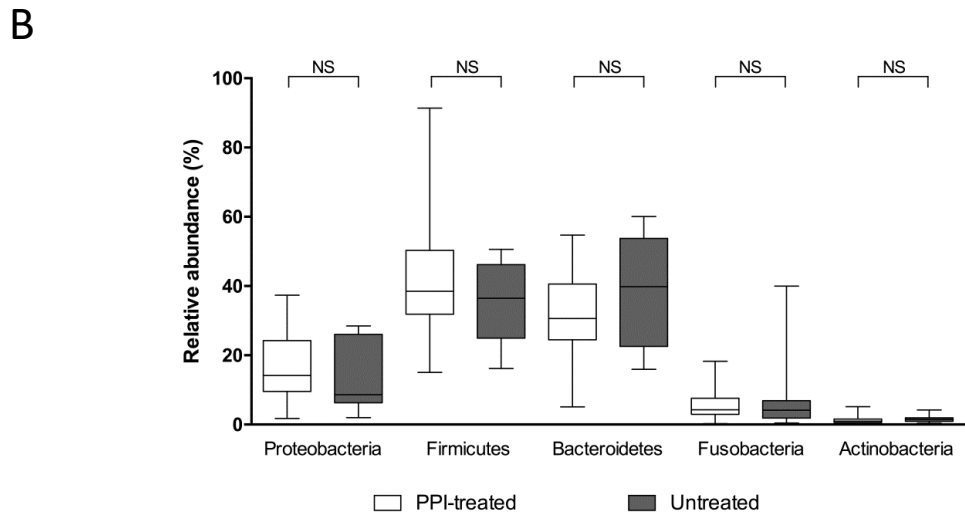 B
NS NS NS NS NS
Relative abundance (%)
100
80
60
40
20
0
Proteobacteria Firmicutes Bacteroidetes Fusobacteria Actinobacteria
PPI-treated Untreated